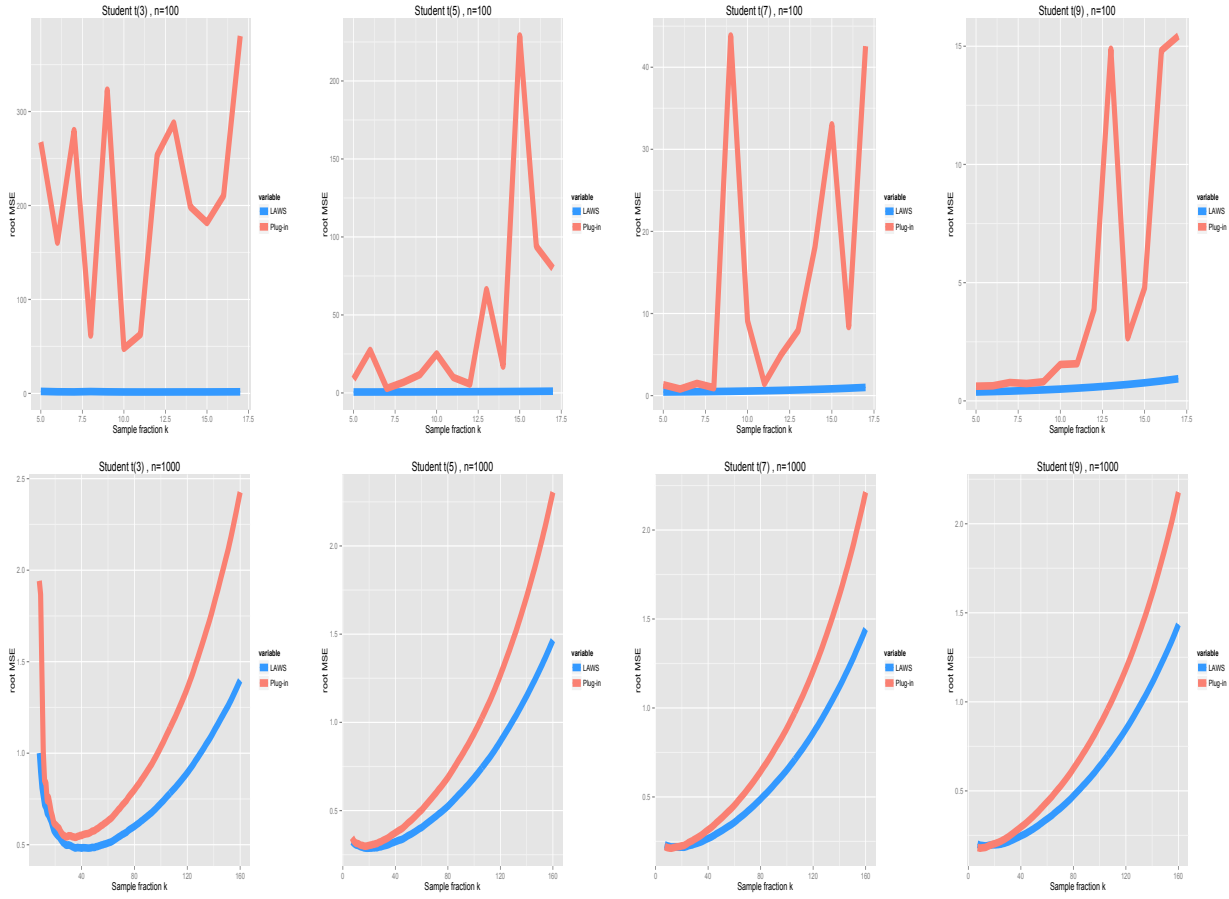 Student t(3) , n=100
root MSE
300
200
100
0
5.0 7.5 10.0 12.5 15.0 17.5
Sample fraction k
variable
LAWS
Plug-in
Student t(5) , n=100
root MSE
200
150
100
50
0
5.0 7.5 10.0 12.5 15.0 17.5
Sample fraction k
variable
LAWS
Plug-in
Student t(7) , n=100
root MSE
40
30
20
10
0
5.0 7.5 10.0 12.5 15.0 17.5
Sample fraction k
variable
LAWS
Plug-in
Student t(9) , n=100
root MSE
15
10
5
0
5.0 7.5 10.0 12.5 15.0 17.5
Sample fraction k
variable
LAWS
Plug-in
Student t(3) , n=1000
root MSE
2.5
2.0
1.5
1.0
0.5
40 80 120 160
Sample fraction k
variable
LAWS
Plug-in
Student t(5) , n=1000
root MSE
2.0
1.5
1.0
0.5
0 40 80 120 160
Sample fraction k
variable
LAWS
Plug-in
Student t(7) , n=1000
root MSE
2.0
1.5
1.0
0.5
0 40 80 120 160
Sample fraction k
variable
LAWS
Plug-in
Student t(9) , n=1000
root MSE
2.0
1.5
1.0
0.5
0 40 80 120 160
Sample fraction k
variable
LAWS
Plug-in